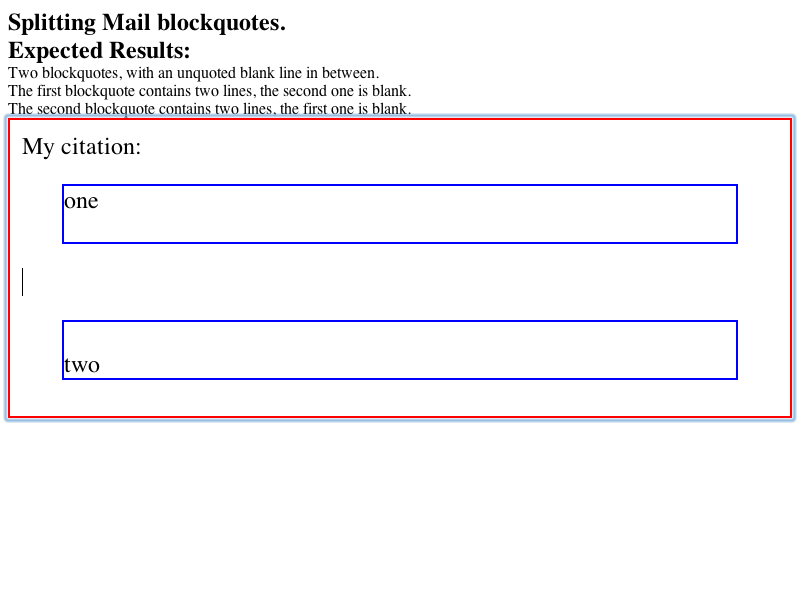 Splitting Mail blockquotes.
Expected Results:
Two blockquotes, with an unquoted blank line in between.
The first blockquote contains two lines, the second one is blank.
The second blockquote contains two lines, the first one is blank.
My citation:
one
two